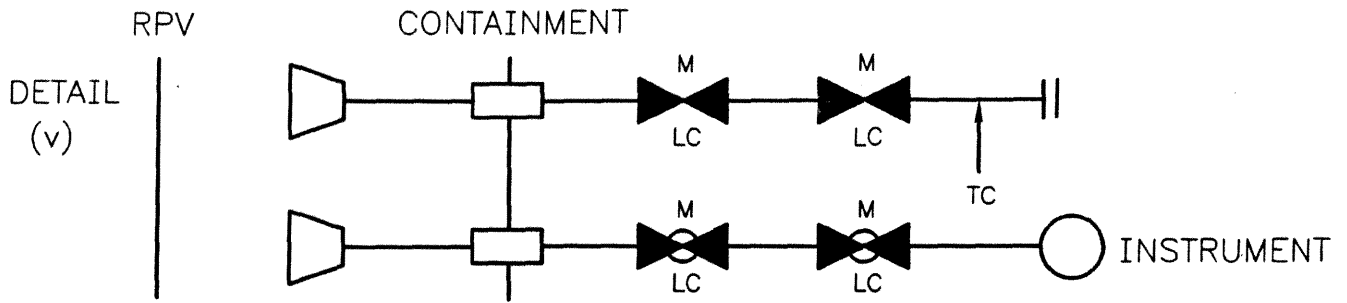 RPV
CONTAINMENT
DETAIL
(v)
M
M
LC
LC
TC
M
M
INSTRUMENT
LC
LC